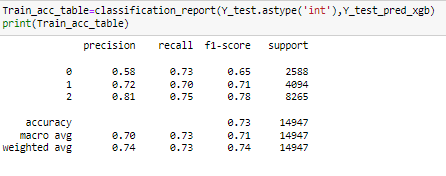 Train_acc_table=classification_report(Y_test.astype('int'),Y_test_pred_xgb)
print(Train_acc_table)
precision recall f1-score support
0 0.58 0.73 0.65 2588
1 0.72 0.70 0.71 4094
2 0.81 0.75 0.78 8265
accuracy 0.73 14947
macro avg 0.70 0.73 0.71 14947
weighted avg 0.74 0.73 0.74 14947